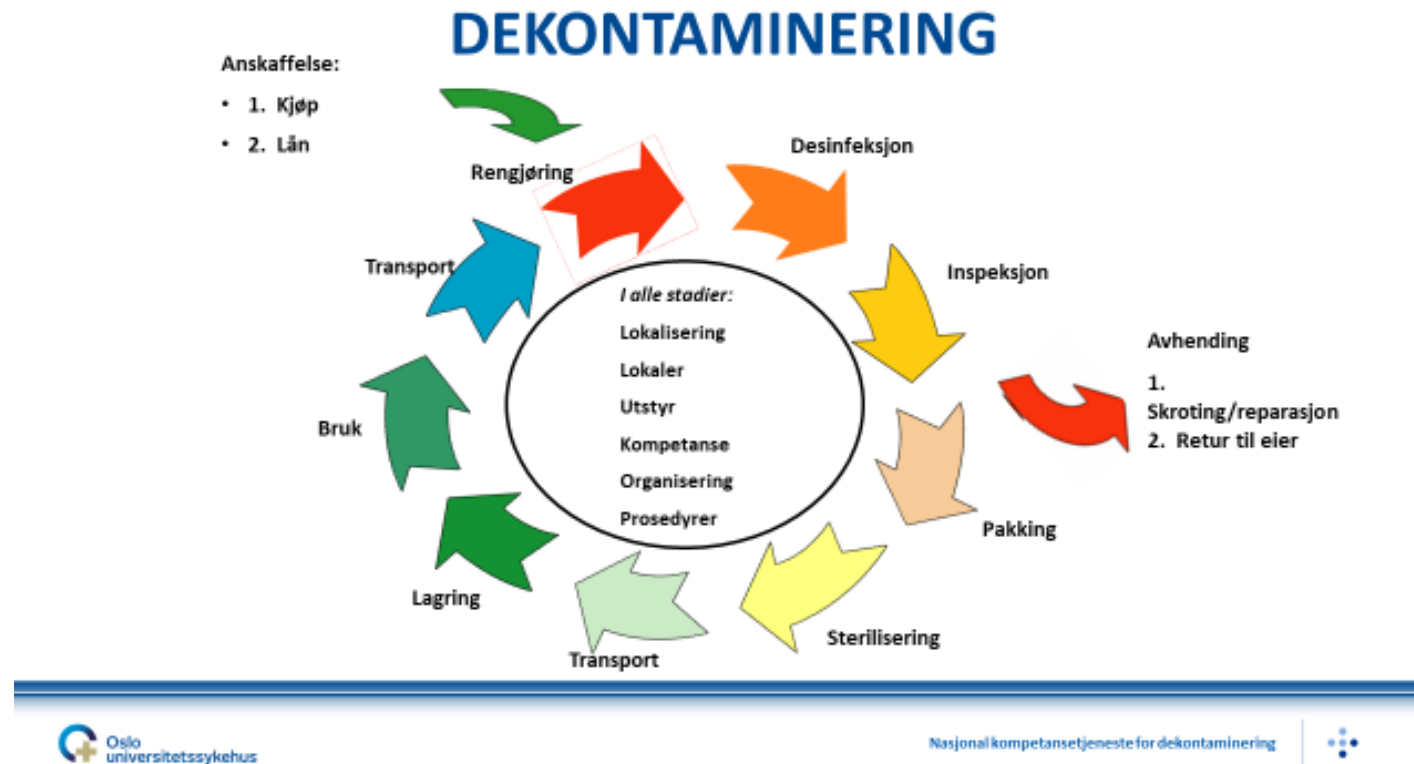 DEKONTAMINERING
Anskaffelse:
• 1. Kjøp
• 2. Lån
Rengjøring
Desinfeksjon
Transport
Inspeksjon
I alle stadier:
Lokalisering
Lokaler
Utstyr
Kompetanse
Organisering
Prosedyrer
Avhending
1.
Skroting/reparasjon
2. Retur til eier
Bruk
Pakking
Lagring
Sterilisering
Transport
Oslo
universitetssykehus
Nasjonal kompetansetjeneste for dekontaminering